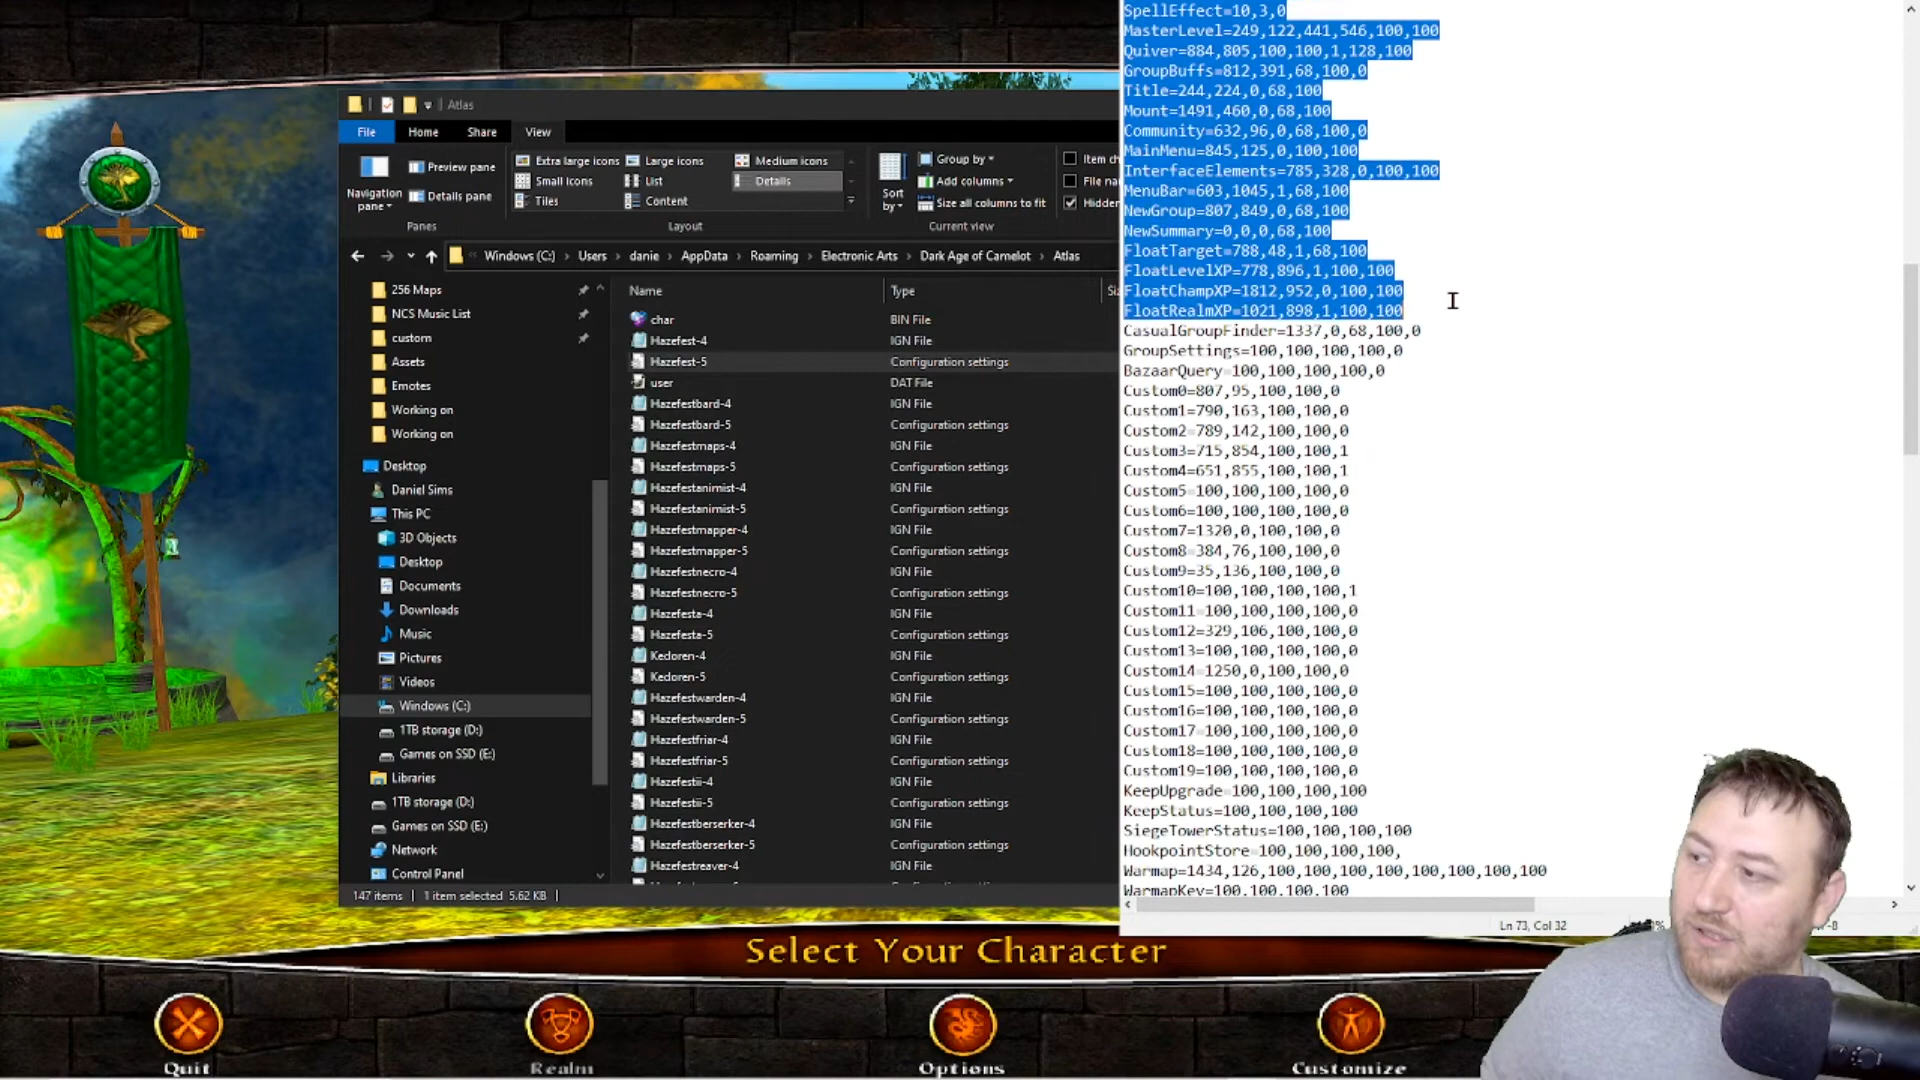 SpellEffect=10,3,0
MasterLevel=249,122,441,546,100,100
Quiver=884,805,100,100,1,128,100
GroupBuffs=812,391,68,100,0
Title=244,224,0,68,100
Mount=1491,460,0,68,100
Community=632,96,0,68,100,0
MainMenu=845,125,0,100,100
InterfaceElements=785,328,0,100,100
MenuBar=603,1045,1,68,100
NewGroup=807,849,0,68,100
NewSummary=0,0,0,68,100
FloatTarget=788,48,1,68,100
FloatLevelXP=778,896,1,100,100
FloatChampXP=1812,952,0,100,100
FloatRealmXP=1021,898,1,100,100
CasualGroupFinder=1337,0,68,100,0
GroupSettings=100,100,100,100,0
BazaarQuery=100,100,100,100,0
Custom0=807,95,100,100,0
Custom1=790,163,100,100,0
Custom2=789,142,100,100,0
Custom3=715,854,100,100,1
Custom4=651,855,100,100,1
Custom5=100,100,100,100,0
Custom6=100,100,100,100,0
Custom7=1320,0,100,100,0
Custom8=384,76,100,100,0
Custom9=35,136,100,100,0
Custom10=100,100,100,100,1
Custom11=100,100,100,100,0
Custom12=329,106,100,100,0
Custom13=100,100,100,100,0
Custom14=1250,0,100,100,0
Custom15=100,100,100,100,0
Custom16=100,100,100,100,0
Custom17=100,100,100,100,0
Custom18=100,100,100,100,0
Custom19=100,100,100,100,0
KeepUpgrade=100,100,100,100
KeepStatus=100,100,100,100
SiegeTowerStatus=100,100,100,100
HookpointStore=100,100,100,100,
Warmap=1434,126,100,100,100,100,100,100,100,100
WarmapKey=100,100,100,100
Ln 73, Col 32
Atlas
File Home Share View
Navigation pane
Preview pane
Details pane
Panes
Extra large icons Large icons Medium icons
Small icons List Details
Tiles Content
Layout
Sort by
Group by
Add columns
Size all columns to fit
Current view
Item ch
File na
Hidden
Windows (C:) Users danie AppData Roaming Electronic Arts Dark Age of Camelot Atlas
256 Maps
NCS Music List
custom
Assets
Emotes
Working on
Working on
Desktop
Daniel Sims
This PC
3D Objects
Desktop
Documents
Downloads
Music
Pictures
Videos
Windows (C:)
1TB storage (D:)
Games on SSD (E:)
Libraries
1TB storage (D:)
Games on SSD (E:)
Network
Control Panel
Name Type
char BIN File
Hazefest-4 IGN File
Hazefest-5 Configuration settings
user DAT File
Hazefestbard-4 IGN File
Hazefestbard-5 Configuration settings
Hazefestmaps-4 IGN File
Hazefestmaps-5 Configuration settings
Hazefestanimist-4 IGN File
Hazefestanimist-5 Configuration settings
Hazefestmapper-4 IGN File
Hazefestmapper-5 Configuration settings
Hazefestnecro-4 IGN File
Hazefestnecro-5 Configuration settings
Hazefesta-4 IGN File
Hazefesta-5 Configuration settings
Kedoren-4 IGN File
Kedoren-5 Configuration settings
Hazefestwarden-4 IGN File
Hazefestwarden-5 Configuration settings
Hazefestfriar-4 IGN File
Hazefestfriar-5 Configuration settings
Hazefestii-4 IGN File
Hazefestii-5 Configuration settings
Hazefestberserker-4 IGN File
Hazefestberserker-5 Configuration settings
Hazefestreaver-4 IGN File
147 items 1 item selected 5.62 KB
Select Your Character
Quit Realm Options Customize